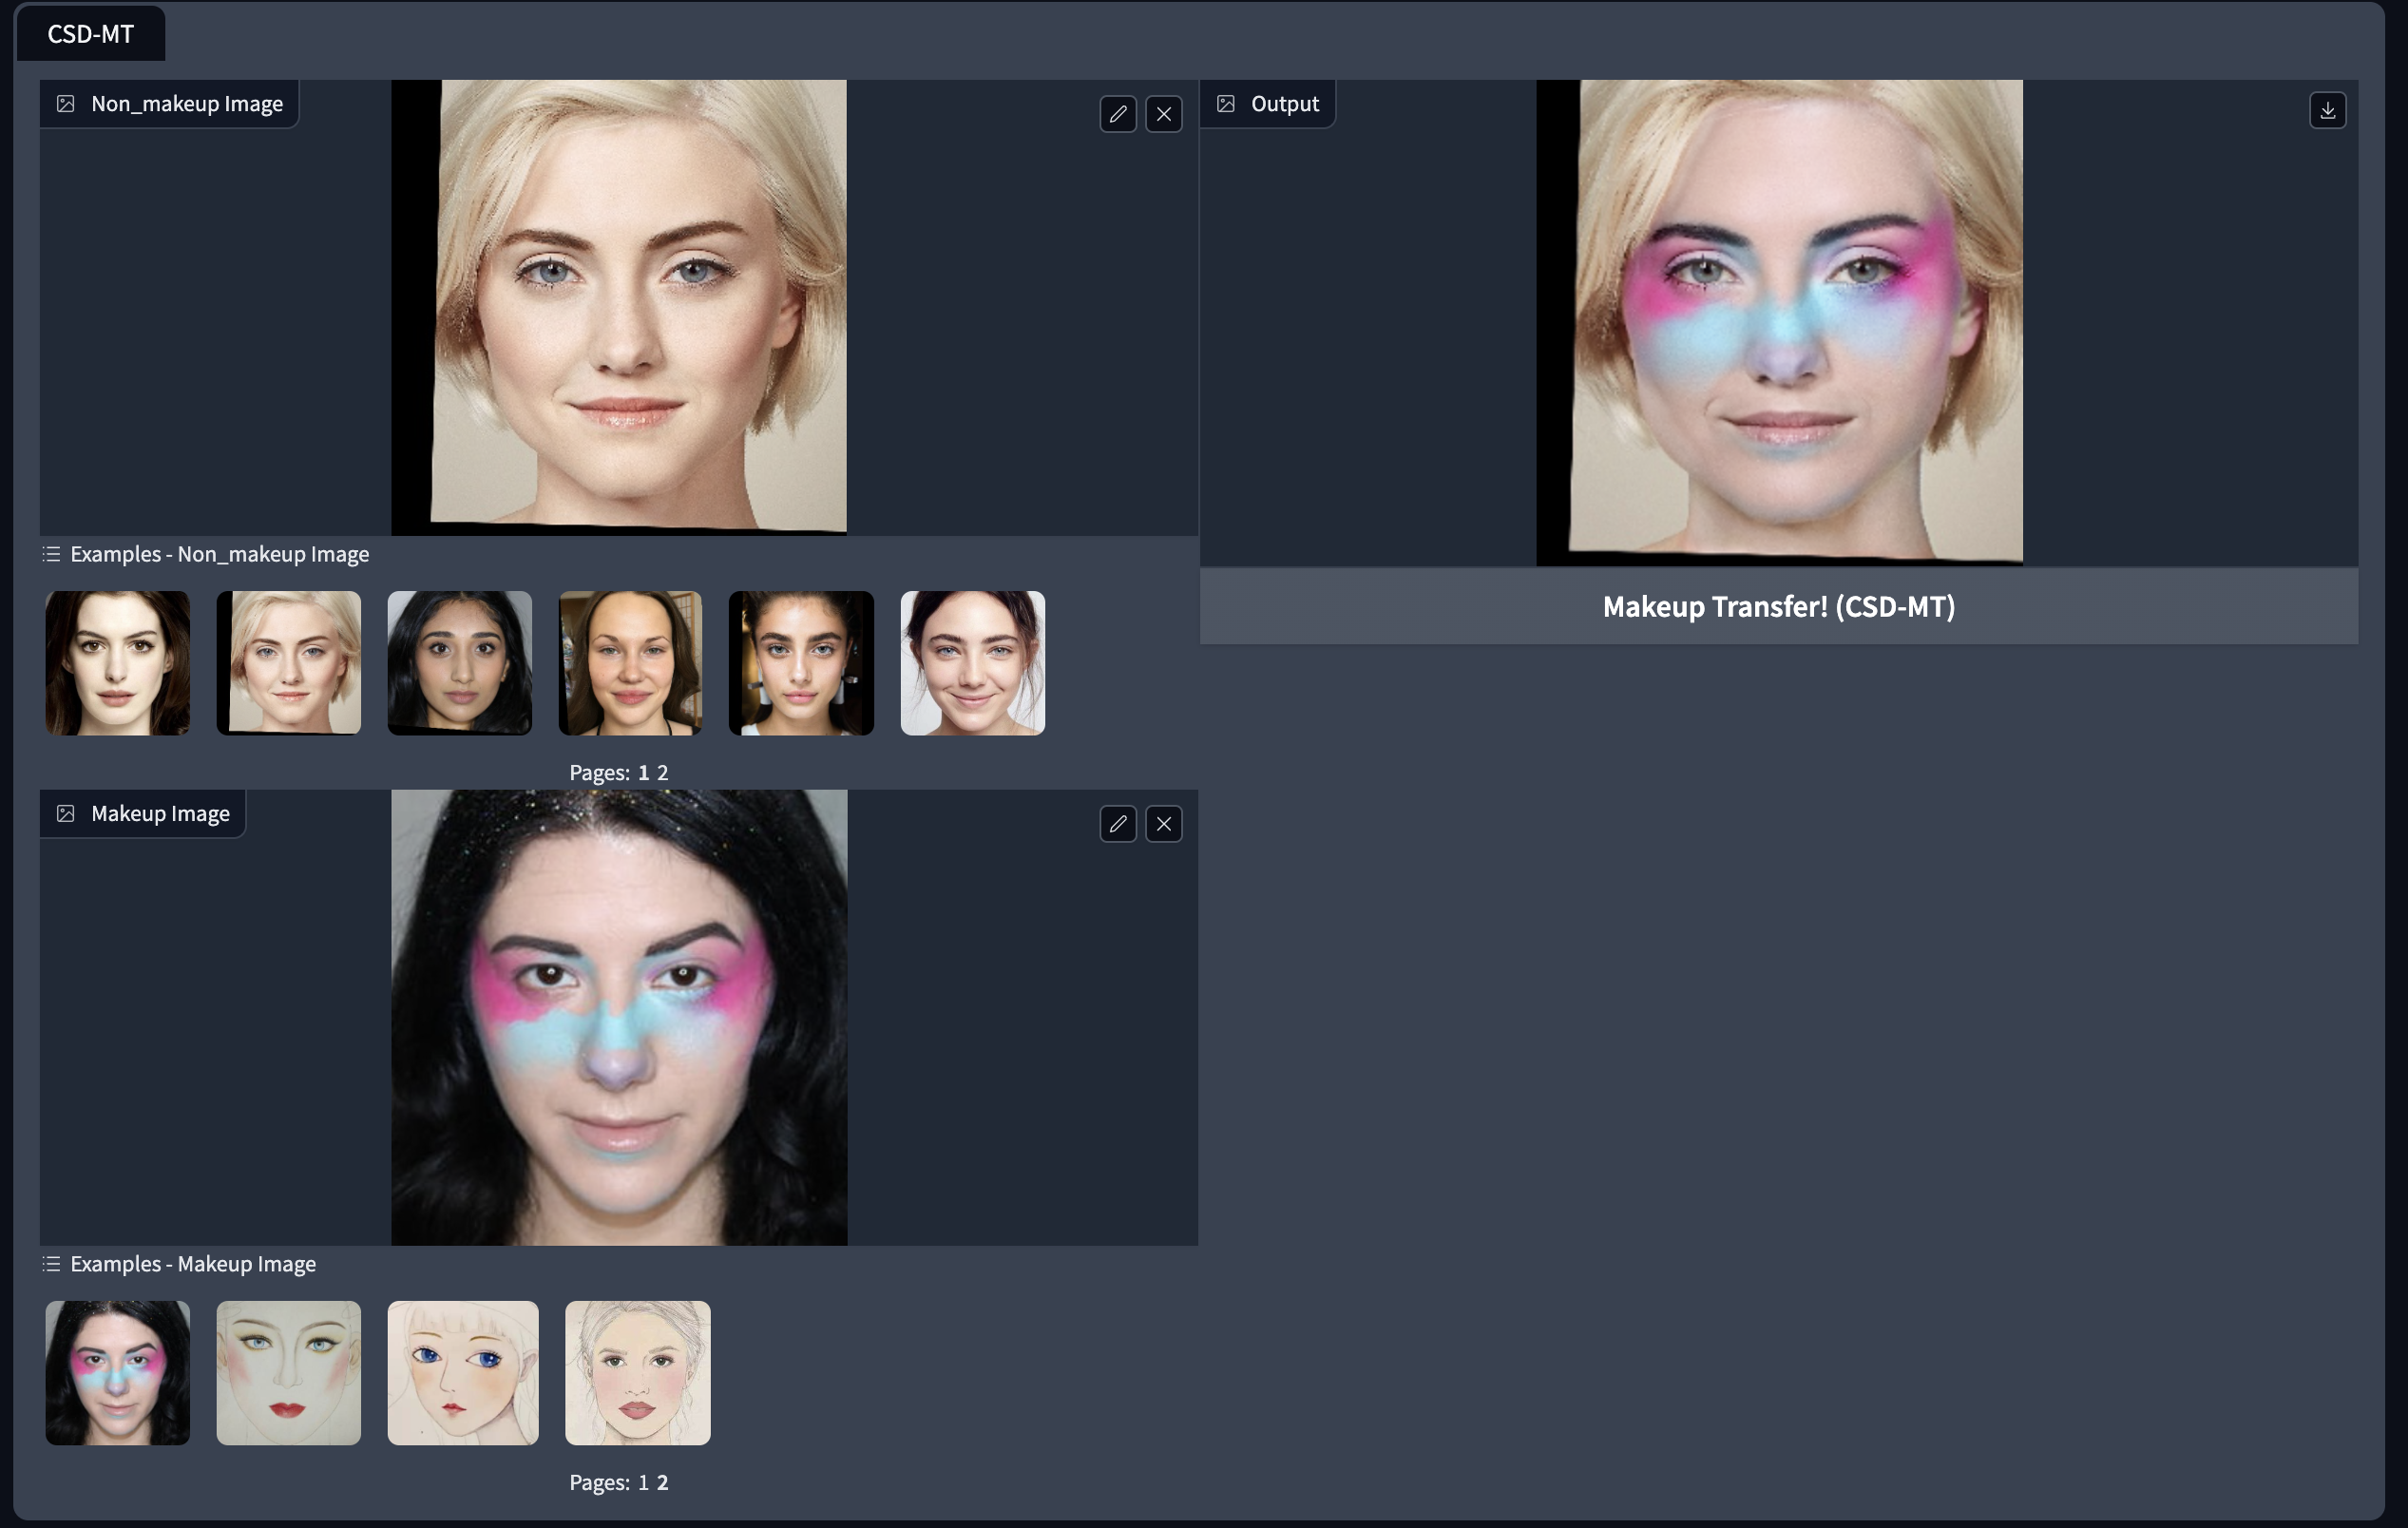 CSD-MT
Non_makeup Image
Output
Examples - Non_makeup Image
Makeup Transfer! (CSD-MT)
Pages: 1 2
Makeup Image
Examples - Makeup Image
Pages: 1 2